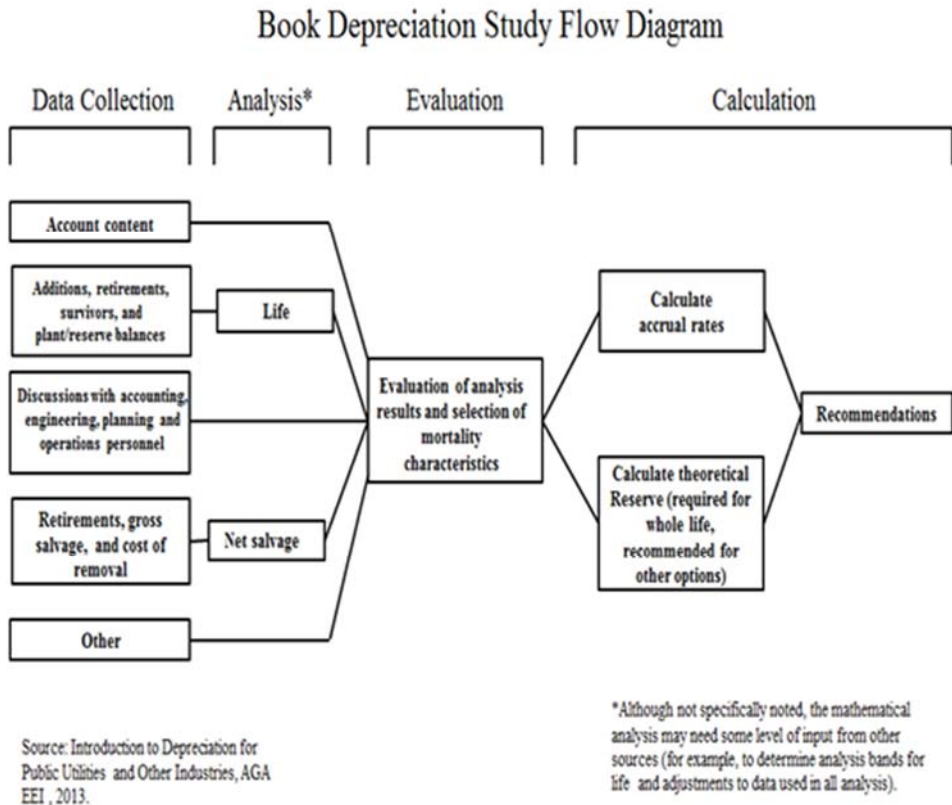 Book Depreciation Study Flow Diagram
Data Collection
Analysis*
Evaluation
Calculation
Account content
Additions, retirements,
survivors, and
plant/reserve balances
Life
Discussions with accounting,
engineering, planning and
operations personnel
Retirements, gross
salvage, and cost of
removal
Net salvage
Other
Evaluation of analysis
results and selection of
mortality
characteristics
Calculate
accrual rates
Calculate theoretical
Reserve (required for
whole life,
recommended for
other options)
Recommendations
Source: Introduction to Depreciation for
Public Utilities and Other Industries, AGA
EEI , 2013.
*Although not specifically noted, the mathematical
analysis may need some level of input from other
sources (for example, to determine analysis bands for
life and adjustments to data used in all analysis).